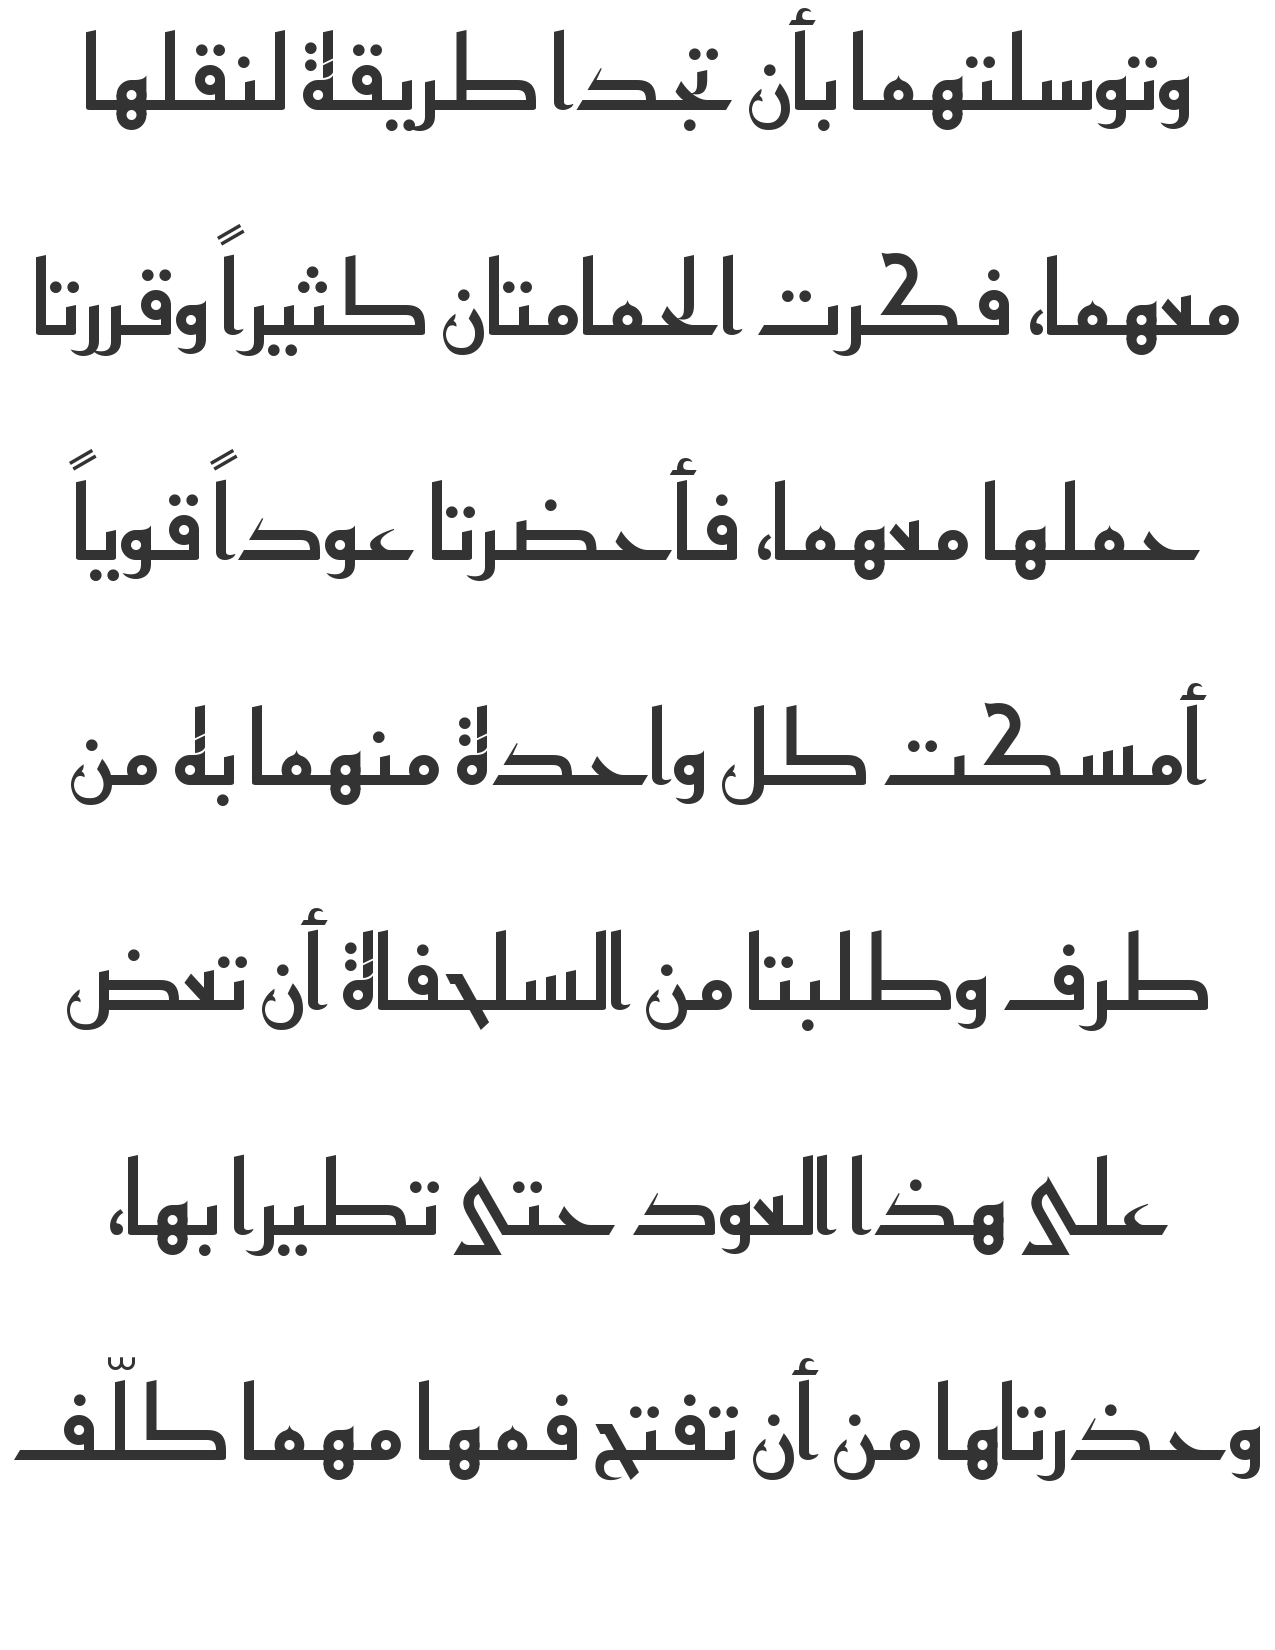 وتوسلتهما بأن تجدا طريقة لنقلها
معهما، فكرت الحمامتان كثيراً وقررتا
حملها معهما، فأحضرتا عوداً قوياً
أمسكت كل واحدة منهما به من
طرف وطلبتا من السلحفاة أن تعض
على هذا العود حتى تطيرا بها،
وحذرتاها من أن تفتح فمها مهما كلّف